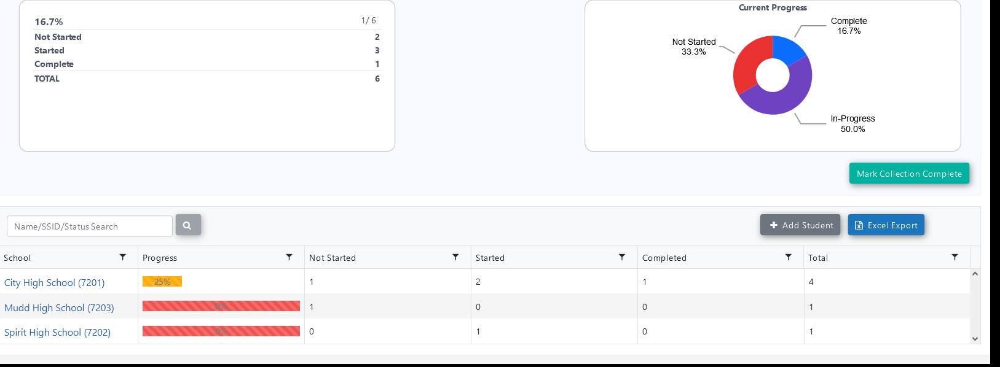 16.7% 1/ 6
Not Started 2
Started 3
Complete 1
TOTAL 6
Current Progress
Complete
16.7%
Not Started
33.3%
In-Progress
50.0%
Mark Collection Complete
Name/SSID/Status Search
Add Student
Excel Export
School Progress Not Started Started Completed Total
City High School (7201) 25% 1 2 1 4
Mudd High School (7203) 0% 1 0 0 1
Spirit High School (7202) 0% 0 1 0 1